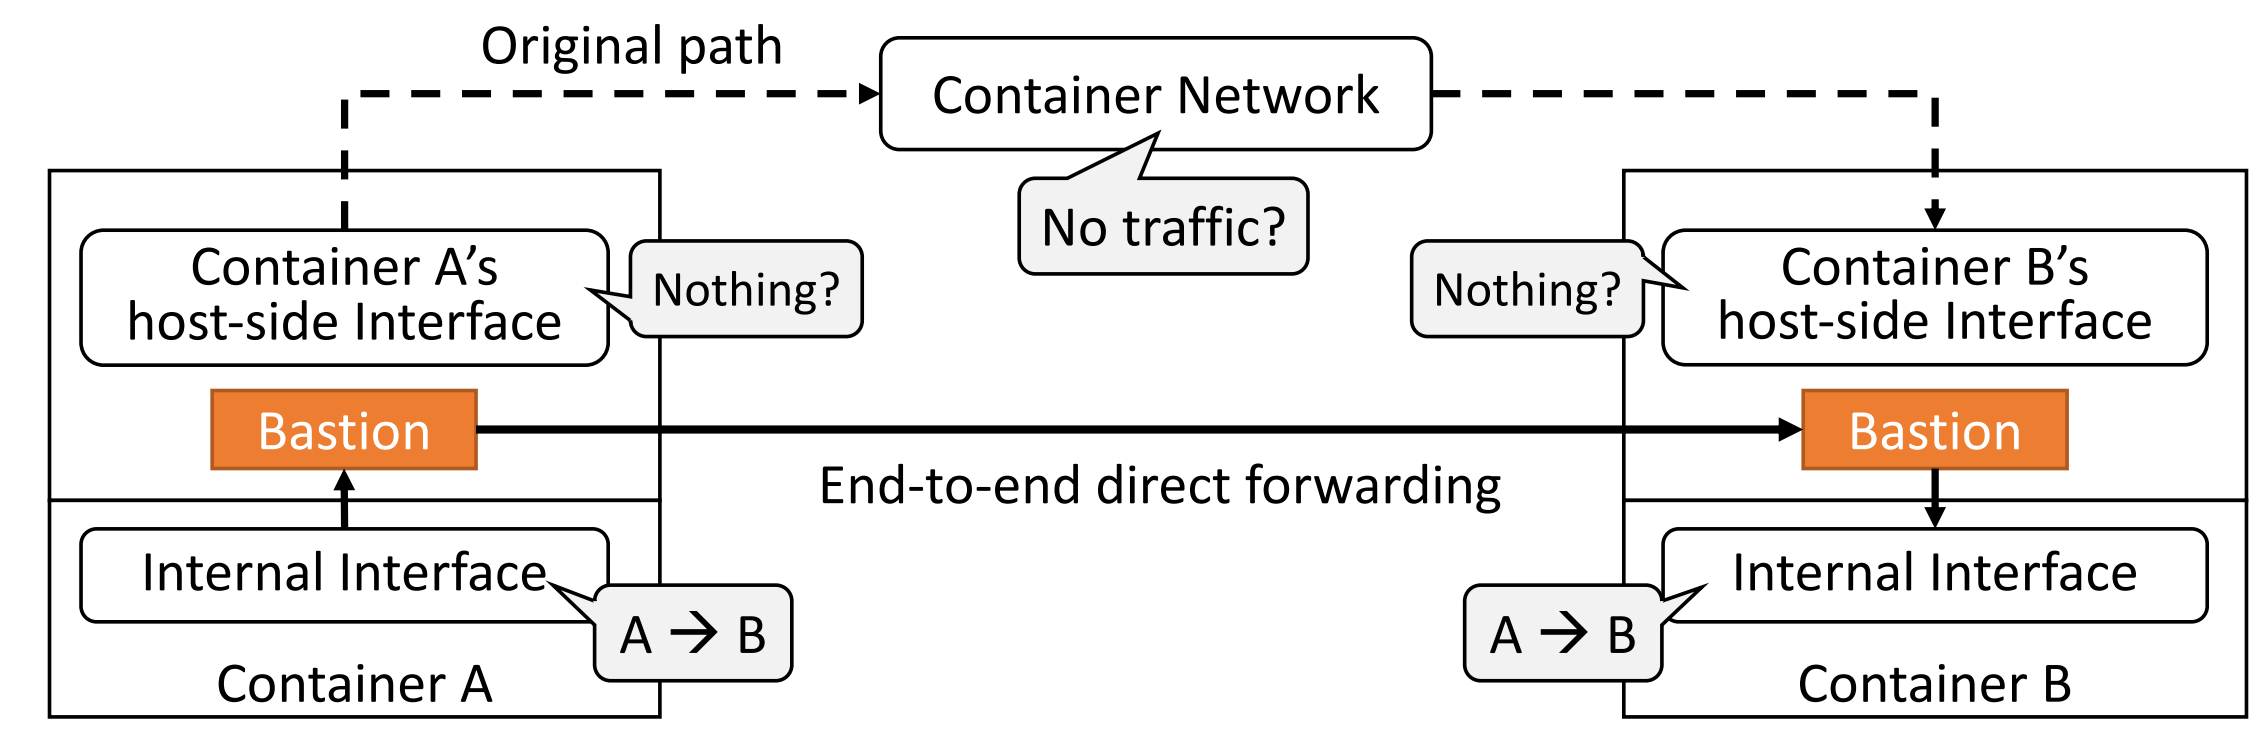 Original path
Container Network
No traffic?
Container A’s
host-side Interface
Nothing?
Nothing?
Container B’s
host-side Interface
Bastion
Bastion
End-to-end direct forwarding
Internal Interface
A → B
Container A
Internal Interface
A → B
Container B